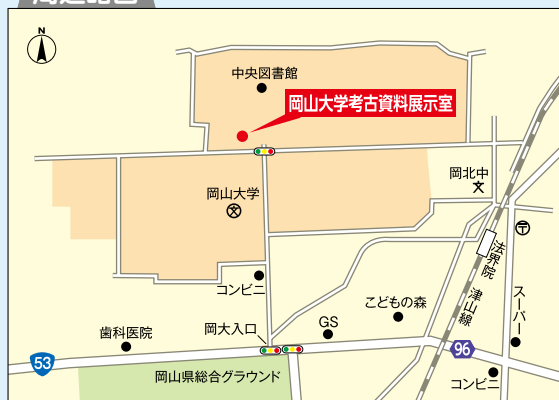 N
中央図書館
岡山大学考古資料展示室
岡北中
文
岡山大学
文
〒
法界院
津山線
コンビニ
こどもの森
スーパー
岡大入口
GS
歯科医院
96
53
岡山県総合グラウンド
コンビニ